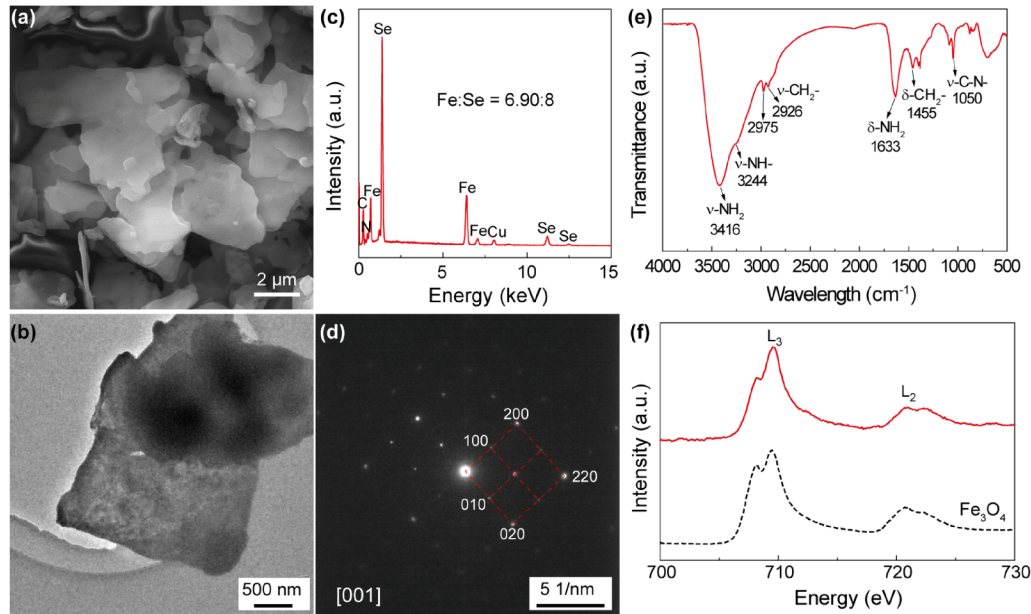 (a)
2 μm
(b)
500 nm
(c)
Intensity (a.u.)
Se
Fe:Se = 6.90:8
C
Fe
N
Fe
Fe
Cu
Se
Se
0
5
10
15
Energy (keV)
(d)
200
100
220
010
020
[001]
5 1/nm
(e)
Transmittance (a.u.)
ν-CH₂-
2926
2975
ν-NH-
3244
ν-NH₂
3416
δ-NH₂
1633
δ-CH₂-
1455
ν-C-N-
1050
4000 3500 3000 2500 2000 1500 1000 500
Wavelength (cm⁻¹)
(f)
Intensity (a.u.)
L₃
L₂
Fe₃O₄
700 710 720 730
Energy (eV)